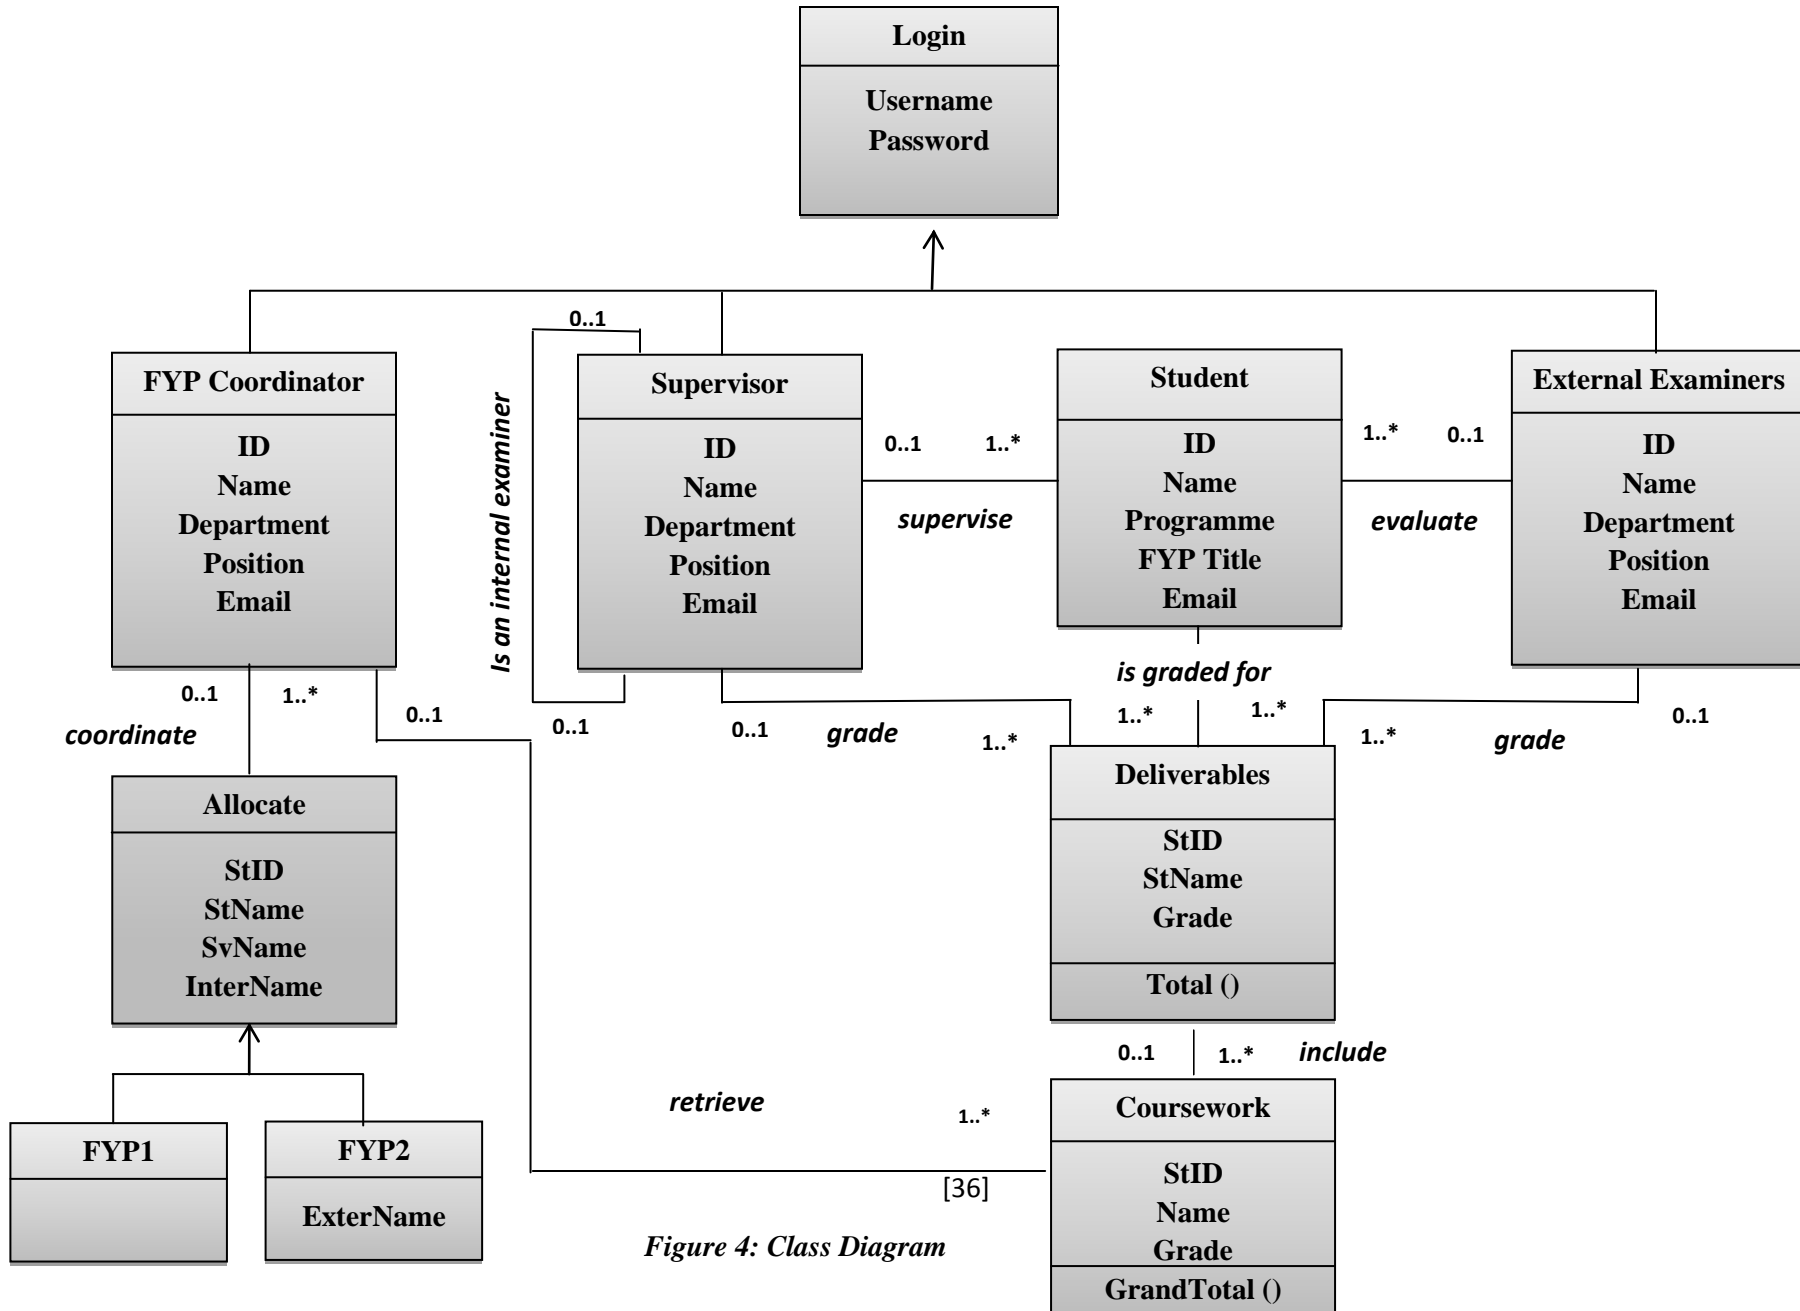 Login
Username
Password
0..1
FYP Coordinator
ID
Name
Department
Position
Email
Is an internal examiner
Supervisor
ID
Name
Department
Position
Email
0..1
1..*
supervise
Student
ID
Name
Programme
FYP Title
Email
1..*
0..1
evaluate
External Examiners
ID
Name
Department
Position
Email
0..1
1..*
coordinate
0..1
0..1
0..1
grade
1..*
is graded for
1..*
1..*
1..*
grade
0..1
Allocate
StID
StName
SvName
InterName
Deliverables
StID
StName
Grade
Total ()
0..1
1..*
include
FYP1
FYP2
ExterName
retrieve
1..*
[36]
Coursework
StID
Name
Grade
GrandTotal ()
Figure 4: Class Diagram